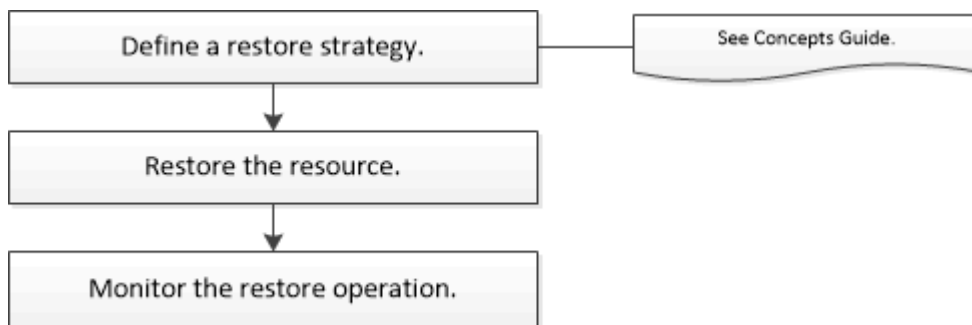 Define a restore strategy.
See Concepts Guide.
Restore the resource.
Monitor the restore operation.